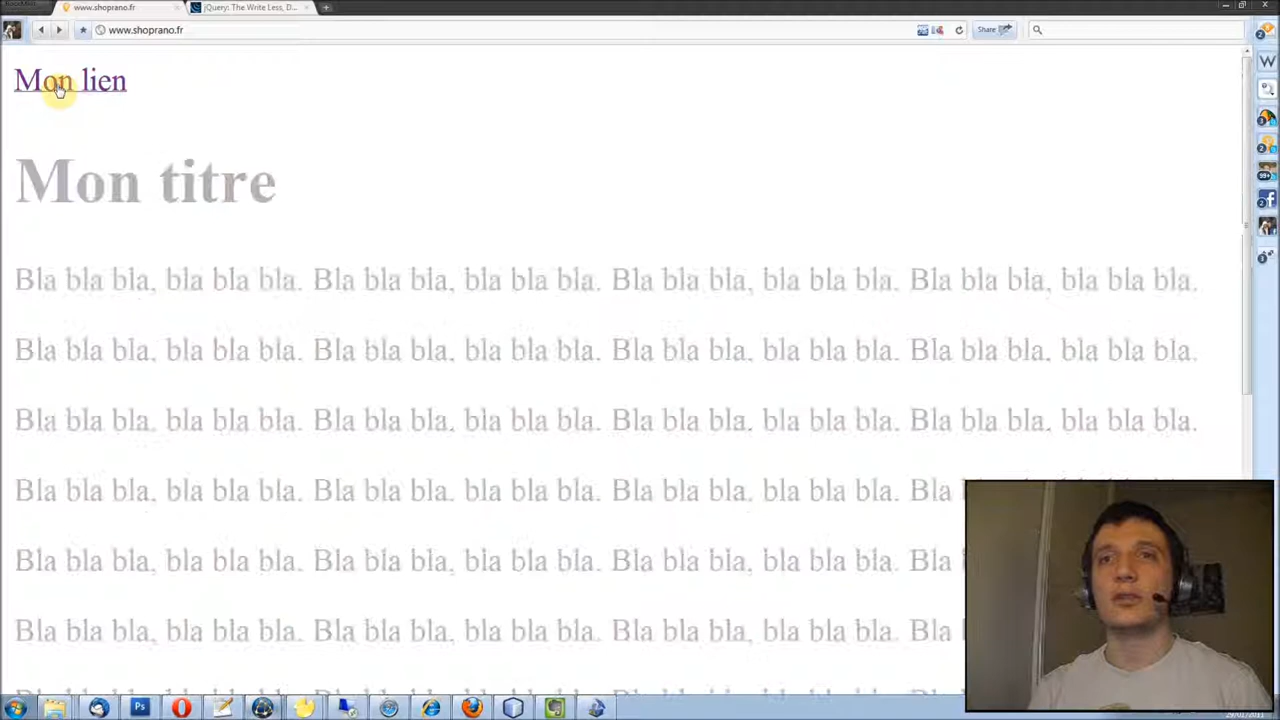 www.shoprano.fr
jQuery: The Write Less, D...
www.shoprano.fr
Share
Mon lien
Mon titre
Bla bla bla, bla bla bla. Bla bla bla, bla bla bla. Bla bla bla, bla bla bla. Bla bla bla, bla bla bla.
Bla bla bla, bla bla bla. Bla bla bla, bla bla bla. Bla bla bla, bla bla bla. Bla bla bla, bla bla bla.
Bla bla bla, bla bla bla. Bla bla bla, bla bla bla. Bla bla bla, bla bla bla. Bla bla bla, bla bla bla.
Bla bla bla, bla bla bla. Bla bla bla, bla bla bla. Bla bla bla, bla bla bla. Bla
Bla bla bla, bla bla bla. Bla bla bla, bla bla bla. Bla bla bla, bla bla bla. Bla
Bla bla bla, bla bla bla. Bla bla bla, bla bla bla. Bla bla bla, bla bla bla. Bla